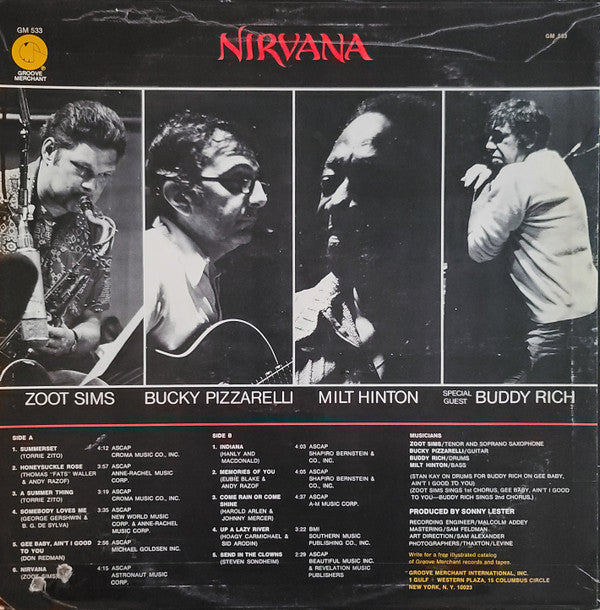 GM 533
NIRVANA
GM 533
GROOVE
MERCHANT
ZOOT SIMS
BUCKY PIZZARELLI
MILT HINTON
SPECIAL
GUEST BUDDY RICH
SIDE A
1. SUMMERSET 4:12 ASCAP
(TORRIE ZITO) CROMA MUSIC CO., INC.
2. HONEYSUCKLE ROSE 3:57 ASCAP
(THOMAS "FATS" WALLER ANNE-RACHEL MUSIC
& ANDY RAZOF) CORP.
3. A SUMMER THING 3:19 ASCAP
(TORRIE ZITO) CROMA MUSIC CO., INC.
4. SOMEBODY LOVES ME 3:35 ASCAP
(GEORGE GERSHWIN & NEW WORLD MUSIC
B. G. DE SYLVA) CORP. & ANNE-RACHEL
MUSIC CORP.
5. GEE BABY, AIN'T I GOOD 2:56 ASCAP
TO YOU MICHAEL GOLDSEN INC.
(DON REDMAN)
6. NIRVANA 4:15 ASCAP
(ZOOT SIMS) ASTRONAUT MUSIC
CORP.
SIDE B
1. INDIANA 4:03 ASCAP
(HANLY AND SHAPIRO BERNSTEIN &
MACDONALD) CO., INC.
2. MEMORIES OF YOU 4:05 ASCAP
(EUBIE BLAKE & SHAPIRO BERNSTEIN &
ANDY RAZOF CO., INC.
3. COME RAIN OR COME 4:37 ASCAP
SHINE A-M MUSIC CORP.
(HAROLD ARLEN &
JOHNNY MERCER)
4. UP A LAZY RIVER 3:22 BMI
(HOAGY CARMICHAEL & SOUTHERN MUSIC
SID ARODIN) PUBLISHING CO., INC.
5. SEND IN THE CLOWNS 2:29 ASCAP
(STEVEN SONDHEIM) BEAUTIFUL MUSIC INC.
& REVELATION MUSIC
PUBLISHERS
MUSICIANS
ZOOT SIMS/TENOR AND SOPRANO SAXOPHONE
BUCKY PIZZARELLI/GUITAR
BUDDY RICH/DRUMS
MILT HINTON/BASS
(STAN KAY ON DRUMS FOR BUDDY RICH ON GEE BABY,
AIN'T I GOOD TO YOU)
(ZOOT SIMS SINGS 1st CHORUS, GEE BABY, AIN'T I GOOD
TO YOU—BUDDY RICH SINGS 2nd CHORUS.)
PRODUCED BY SONNY LESTER
RECORDING ENGINEER/MALCOLM ADDEY
MASTERING/SAM FELDMAN
ART DIRECTION/SAM ALEXANDER
PHOTOGRAPHERS/THAXTON/LEVINE
Write for a free illustrated catalog
of Groove Merchant records and tapes.
GROOVE MERCHANT INTERNATIONAL, INC.
1 GULF + WESTERN PLAZA, 15 COLUMBUS CIRCLE
NEW YORK, N.Y. 10023